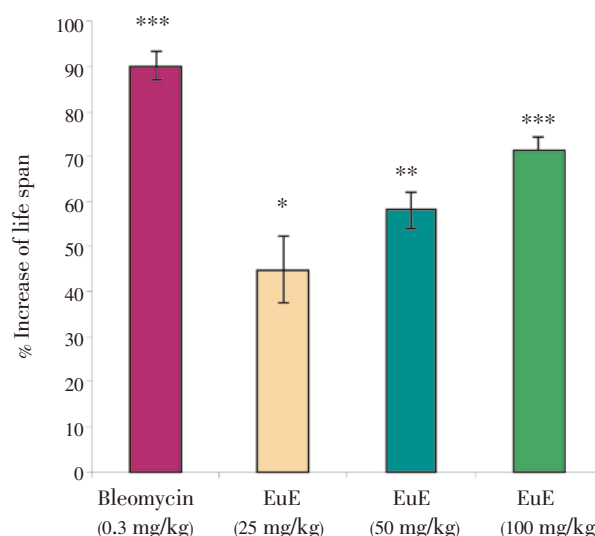 100
90
80
70
60
50
40
30
20
10
0
% Increase of life span
***
*
**
***
Bleomycin
(0.3 mg/kg)
EuE
(25 mg/kg)
EuE
(50 mg/kg)
EuE
(100 mg/kg